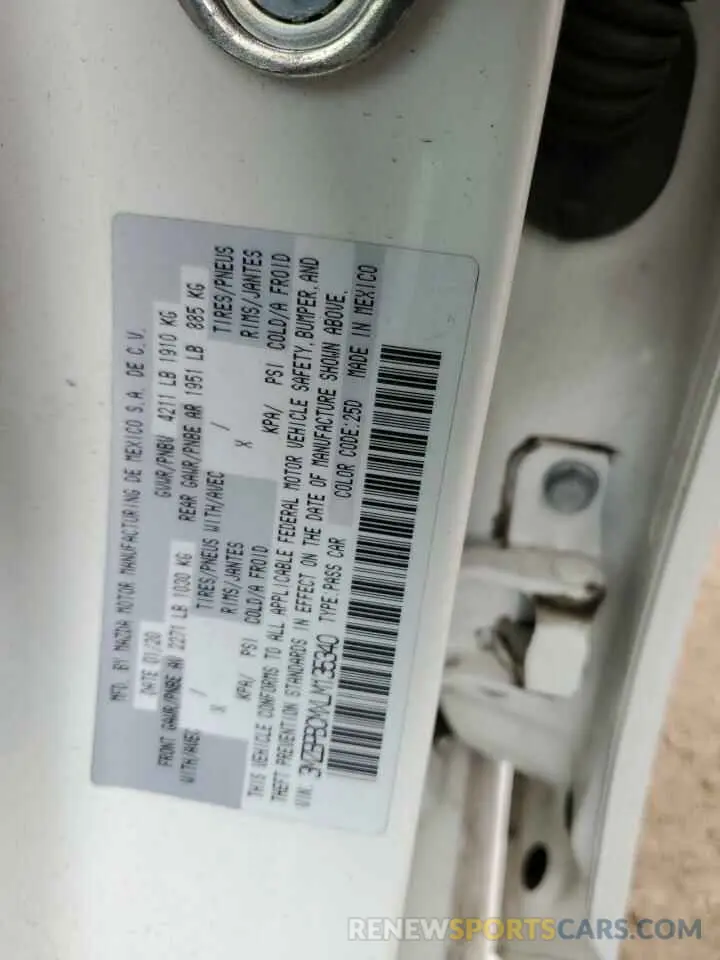 MFD. BY MAZDA MOTOR MANUFACTURING DE MEXICO S.A. DE C.V.
DATE 01/20 GVWR/PNBV 4211 LB 1910 KG
FRONT GAWR/PNBE AV 2271 LB 1030 KG REAR GAWR/PNBE AR 1951 LB 885 KG
WITH/AVEC / TIRES/PNEUS WITH/AVEC / TIRES/PNEUS
X RIMS/JANTES X RIMS/JANTES
KPA/ PSI COLD/A FROID KPA/ PSI COLD/A FROID
THIS VEHICLE CONFORMS TO ALL APPLICABLE FEDERAL MOTOR VEHICLE SAFETY, BUMPER, AND
THEFT PREVENTION STANDARDS IN EFFECT ON THE DATE OF MANUFACTURE SHOWN ABOVE.
VIN. 3MZBPB0MXLM135340 TYPE: PASS CAR COLOR CODE: 25D MADE IN MEXICO
RENEWSPORTSCARS.COM